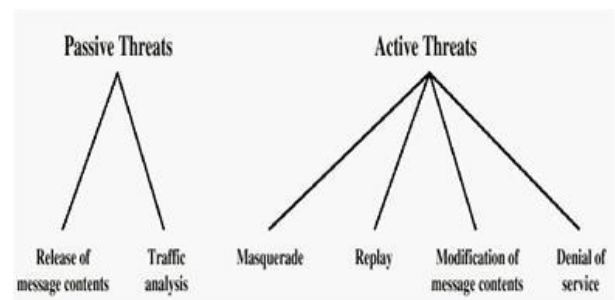 Passive Threats
Active Threats
Release of
message contents
Traffic
analysis
Masquerade
Replay
Modification of
message contents
Denial of
service